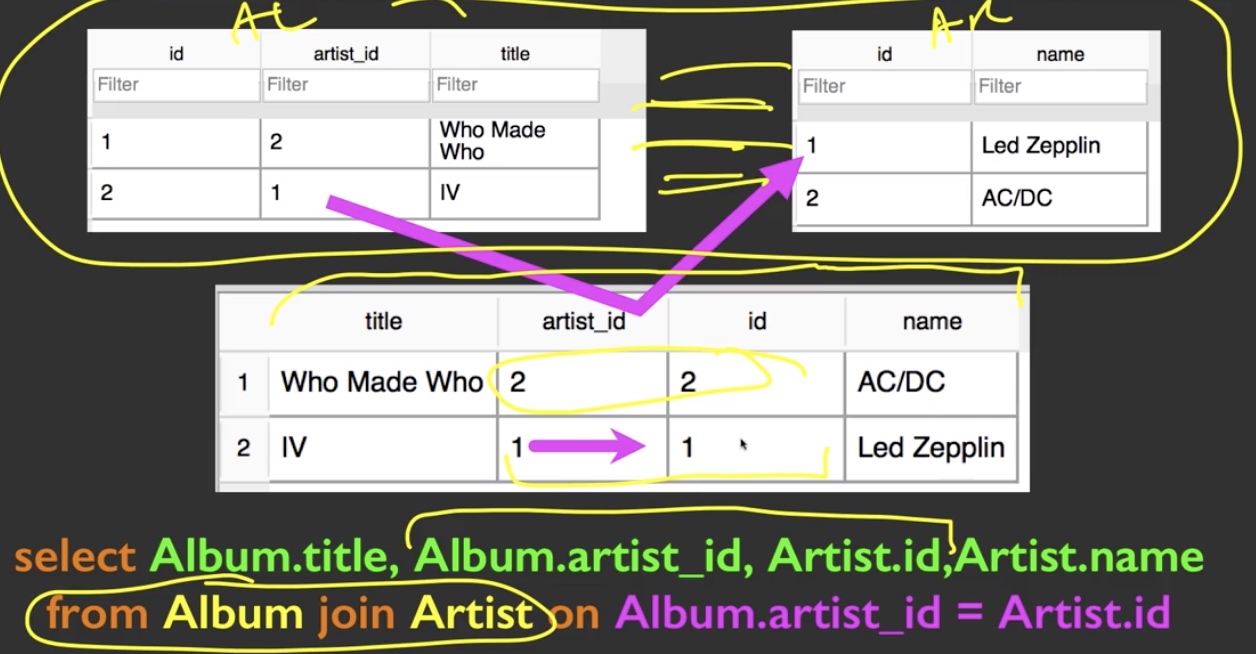 AL
Ar
id artist_id title
Filter Filter Filter
1 2 Who Made
Who
2 1 IV
id name
Filter Filter
1 Led Zepplin
2 AC/DC
title artist_id id name
1 Who Made Who 2 2 AC/DC
2 IV 1 1 Led Zepplin
select Album.title, Album.artist_id, Artist.id,Artist.name
from Album join Artist on Album.artist_id = Artist.id